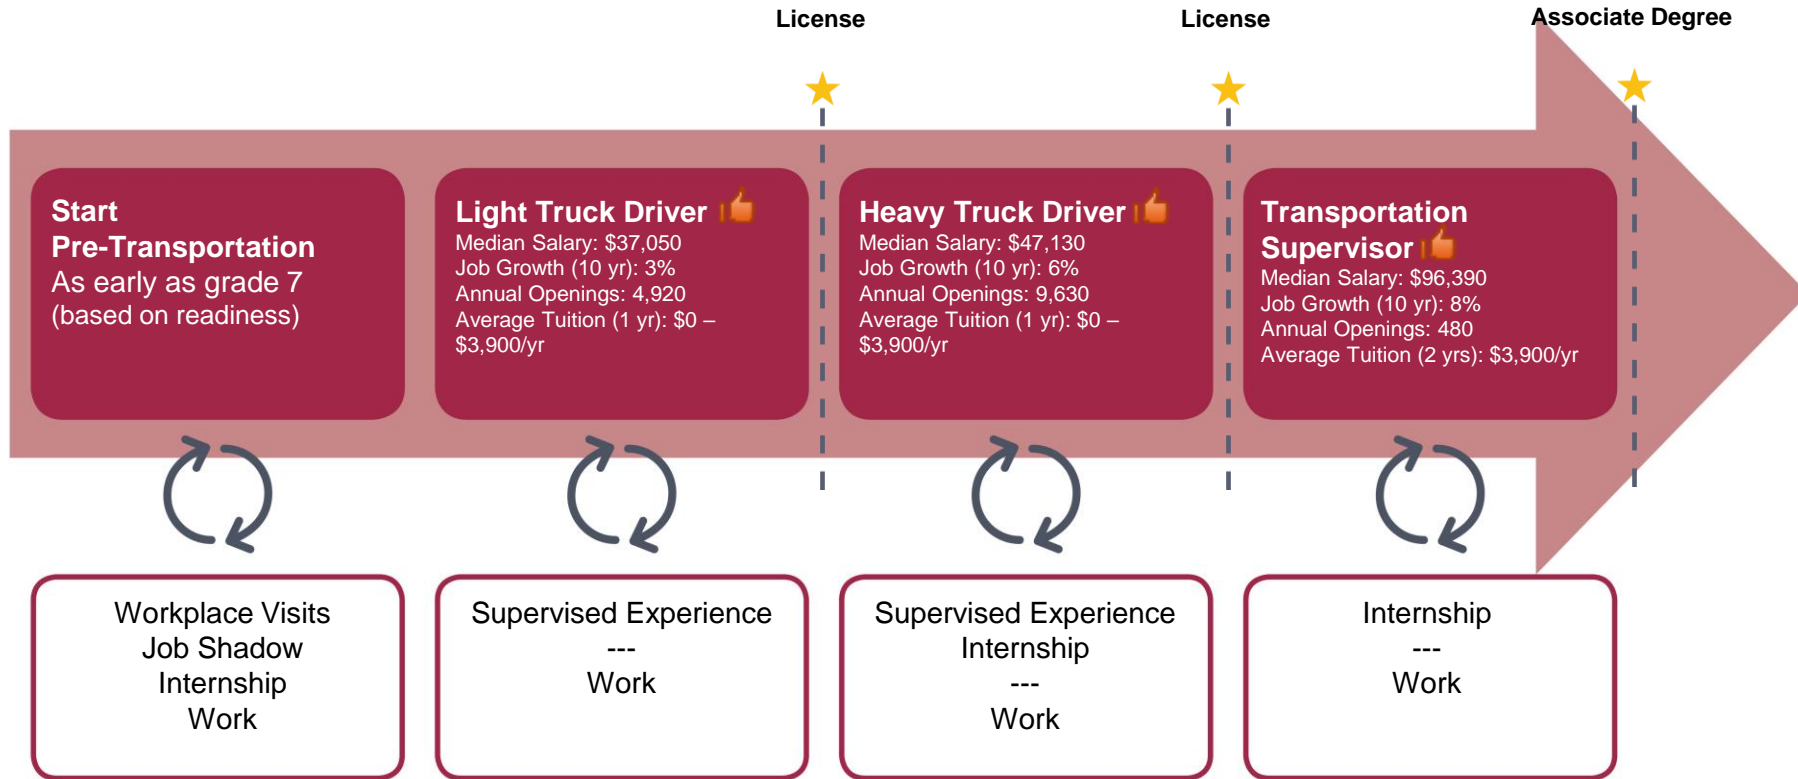 License
License
Associate Degree
Start
Pre-Transportation
As early as grade 7
(based on readiness)
Light Truck Driver
Median Salary: $37,050
Job Growth (10 yr): 3%
Annual Openings: 4,920
Average Tuition (1 yr): $0 –
$3,900/yr
Heavy Truck Driver
Median Salary: $47,130
Job Growth (10 yr): 6%
Annual Openings: 9,630
Average Tuition (1 yr): $0 –
$3,900/yr
Transportation
Supervisor
Median Salary: $96,390
Job Growth (10 yr): 8%
Annual Openings: 480
Average Tuition (2 yrs): $3,900/yr
Workplace Visits
Job Shadow
Internship
Work
Supervised Experience
---
Work
Supervised Experience
Internship
---
Work
Internship
---
Work